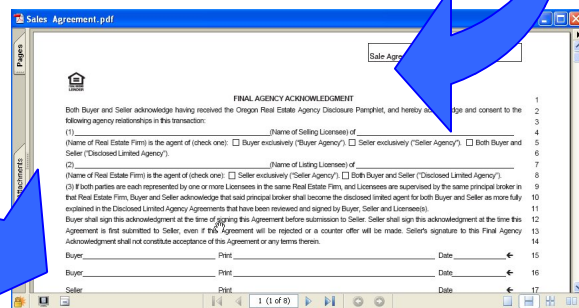 Sales Agreement.pdf
Pages
Sale Agre
FINAL AGENCY ACKNOWLEDGMENT 1
Both Buyer and Seller acknowledge having received the Oregon Real Estate Agency Disclosure Pamphlet, and hereby and consent to the 2
following agency relationships in this transaction: 3
(1) (Name of Selling Licensee) of 4
(Name of Real Estate Firm) is the agent of (check one): Buyer exclusively ("Buyer Agency"). Seller exclusively ("Seller Agency"). Both Buyer and 5
Seller ("Disclosed Limited Agency"). 6
(2) (Name of Listing Licensee) of 7
(Name of Real Estate Firm) is the agent of (check one): Seller exclusively ("Seller Agency"). Both Buyer and Seller ("Disclosed Limited Agency"). 8
(3) If both parties are each represented by one or more Licensees in the same Real Estate Firm, and Licensees are supervised by the same principal broker in 9
that Real Estate Firm, Buyer and Seller acknowledge that said principal broker shall become the disclosed limited agent for both Buyer and Seller as more fully 10
explained in the Disclosed Limited Agency Agreements that have been reviewed and signed by Buyer, Seller and Licensee(s). 11
Buyer shall sign this acknowledgment at the time of signing this Agreement before submission to Seller. Seller shall sign this acknowledgment at the time this 12
Agreement is first submitted to Seller, even if this Agreement will be rejected or a counter offer will be made. Seller's signature to this Final Agency 13
Acknowledgment shall not constitute acceptance of this Agreement or any terms therein. 14
Buyer Print Date ← 15
Buyer Print Date ← 16
Seller Print Date ← 17
1 (1 of 8)